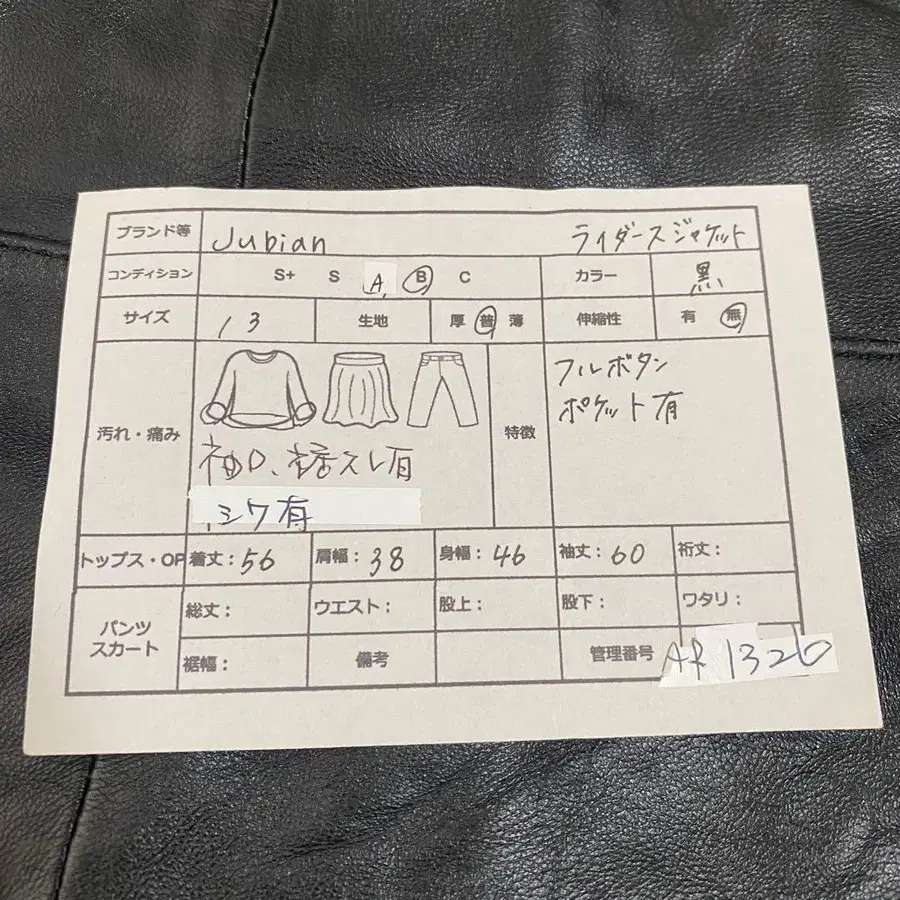 ブランド等 Jubian ライダースジャケット
コンディション S+ S A B C カラー 黒
サイズ 13 生地 厚 普 薄 伸縮性 有 無
汚れ・痛み 袖口、裾スレ有
シワ有
特徴 フルボタン
ポケット有
トップス・OP 着丈：56 肩幅：38 身幅：46 袖丈：60 裄丈：
パンツ
スカート
総丈： ウエスト： 股上： 股下： ワタリ：
裾幅： 備考 管理番号 AR1326